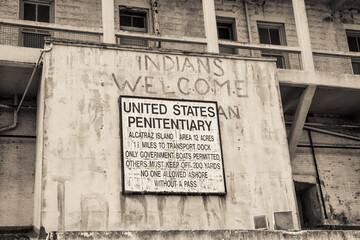 INDIANS
WELCOME
UNITED STATES
PENITENTIARY
ALCATRAZ ISLAND AREA 12 ACRES
1½ MILES TO TRANSPORT DOCK
ONLY GOVERNMENT BOATS PERMITTED
OTHERS MUST KEEP OFF 200 YARDS
NO ONE ALLOWED ASHORE
WITHOUT A PASS